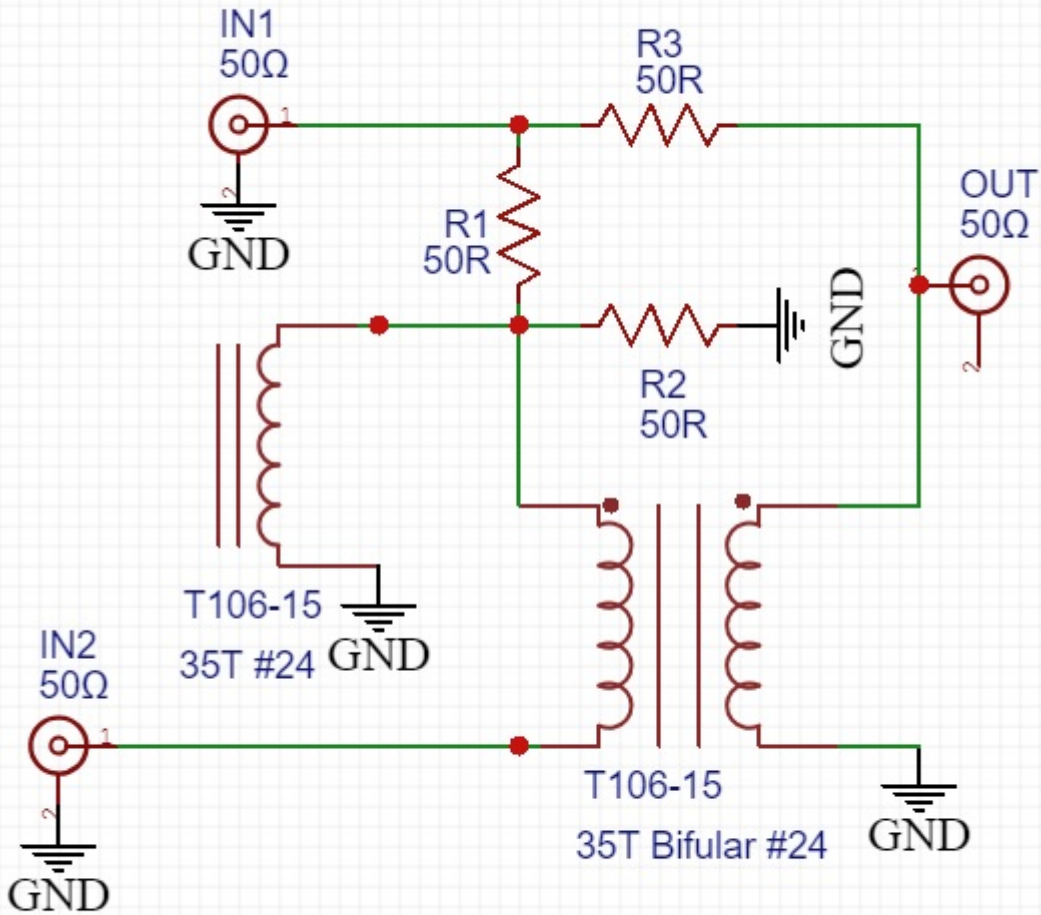 IN1
50Ω
1
2
GND
R3
50R
R1
50R
OUT
50Ω
1
2
GND
R2
50R
T106-15
35T #24
GND
IN2
50Ω
1
2
GND
T106-15
35T Bifular #24
GND